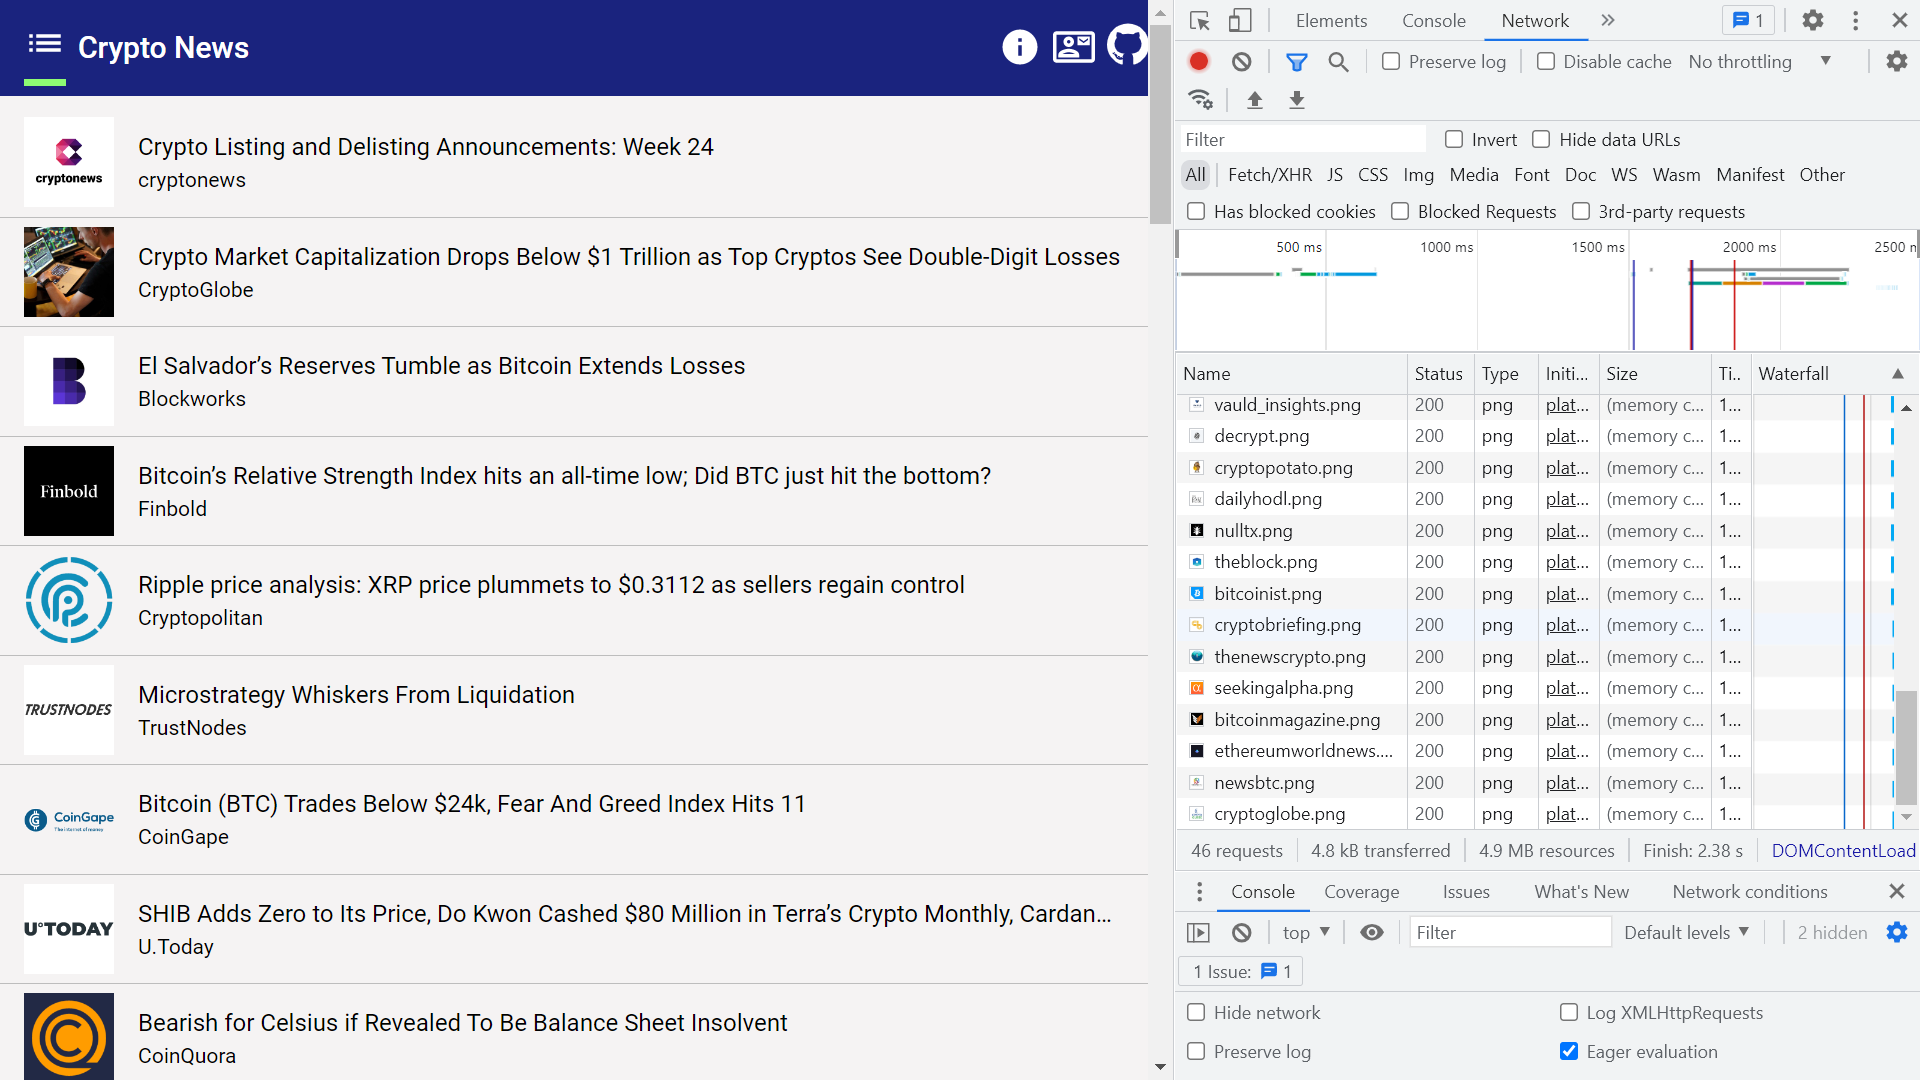 Crypto News
cryptonews
Crypto Listing and Delisting Announcements: Week 24
cryptonews
Crypto Market Capitalization Drops Below $1 Trillion as Top Cryptos See Double-Digit Losses
CryptoGlobe
El Salvador’s Reserves Tumble as Bitcoin Extends Losses
Blockworks
Finbold
Bitcoin’s Relative Strength Index hits an all-time low; Did BTC just hit the bottom?
Finbold
Ripple price analysis: XRP price plummets to $0.3112 as sellers regain control
Cryptopolitan
TRUSTNODES
Microstrategy Whiskers From Liquidation
TrustNodes
CoinGape
The internet of money
Bitcoin (BTC) Trades Below $24k, Fear And Greed Index Hits 11
CoinGape
U°TODAY
SHIB Adds Zero to Its Price, Do Kwon Cashed $80 Million in Terra’s Crypto Monthly, Cardan...
U.Today
Bearish for Celsius if Revealed To Be Balance Sheet Insolvent
CoinQuora
Elements Console Network 1
Preserve log Disable cache No throttling
Filter Invert Hide data URLs
All Fetch/XHR JS CSS Img Media Font Doc WS Wasm Manifest Other
Has blocked cookies Blocked Requests 3rd-party requests
500 ms 1000 ms 1500 ms 2000 ms 2500 n
Name Status Type Initi... Size Ti.. Waterfall
vauld_insights.png 200 png plat... (memory c... 1...
decrypt.png 200 png plat... (memory c... 1...
cryptopotato.png 200 png plat... (memory c... 1...
dailyhodl.png 200 png plat... (memory c... 1...
nulltx.png 200 png plat... (memory c... 1...
theblock.png 200 png plat... (memory c... 1...
bitcoinist.png 200 png plat... (memory c... 1...
cryptobriefing.png 200 png plat... (memory c... 1...
thenewscrypto.png 200 png plat... (memory c... 1...
seekingalpha.png 200 png plat... (memory c... 1...
bitcoinmagazine.png 200 png plat... (memory c... 1...
ethereumworldnews.... 200 png plat... (memory c... 1...
newsbtc.png 200 png plat... (memory c... 1...
cryptoglobe.png 200 png plat... (memory c... 1...
46 requests 4.8 kB transferred 4.9 MB resources Finish: 2.38 s DOMContentLoad
Console Coverage Issues What's New Network conditions
top Filter Default levels 2 hidden
1 Issue: 1
Hide network Log XMLHttpRequests
Preserve log Eager evaluation